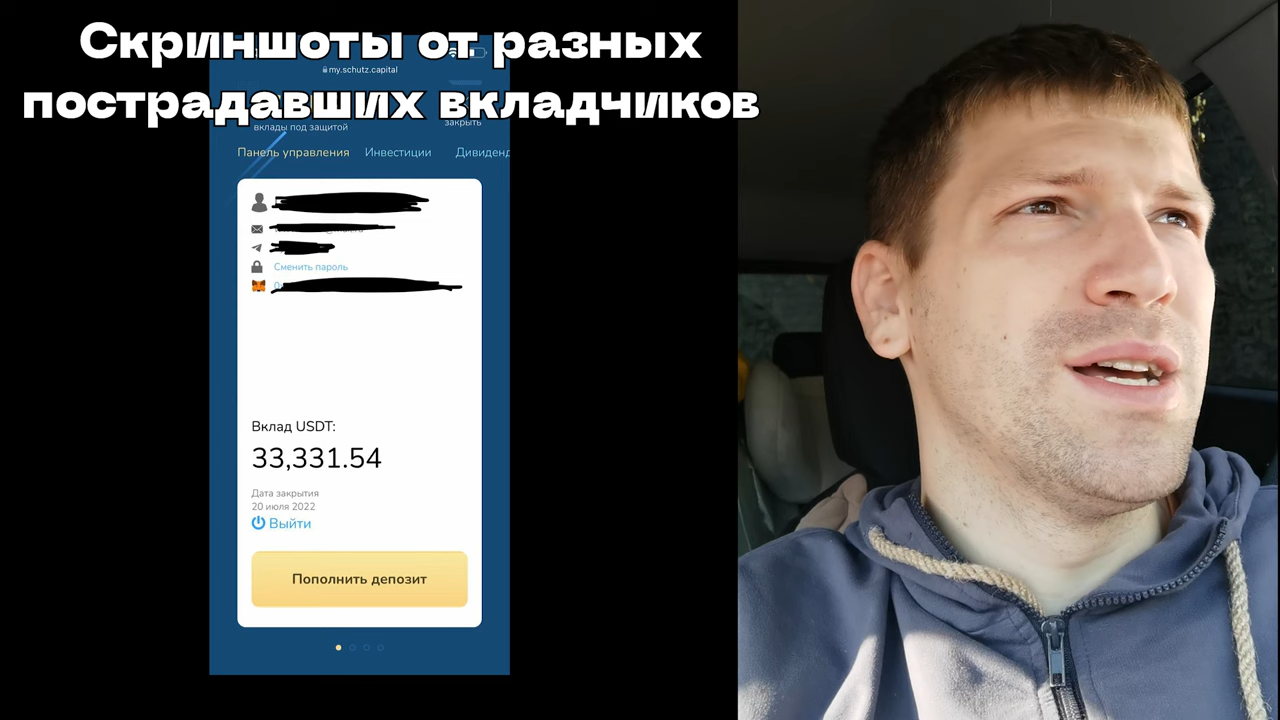 Скриншоты от разных
пострадавших вкладчиков
my.schutz.capital
вклады под защитой
закрыть
Панель управления Инвестиции Дивиденд
Сменить пароль
Вклад USDT:
33,331.54
Дата закрытия
20 июля 2022
Выйти
Пополнить депозит